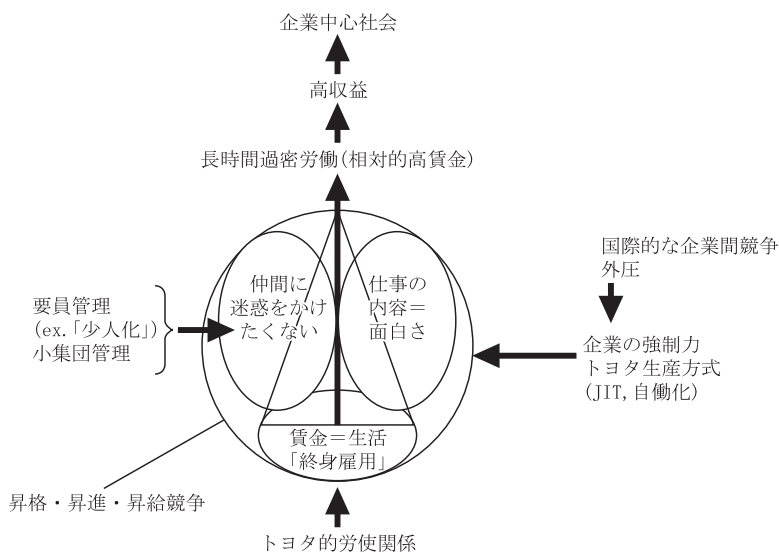 企業中心社会
高収益
長時間過密労働(相対的高賃金)
国際的な企業間競争
外圧
仲間に
迷惑をかけ
たくない
仕事の
内容＝
面白さ
要員管理
(ex.「少人化」)
小集団管理
企業の強制力
トヨタ生産方式
(JIT,自働化)
賃金＝生活
「終身雇用」
昇格・昇進・昇給競争
トヨタ的労使関係